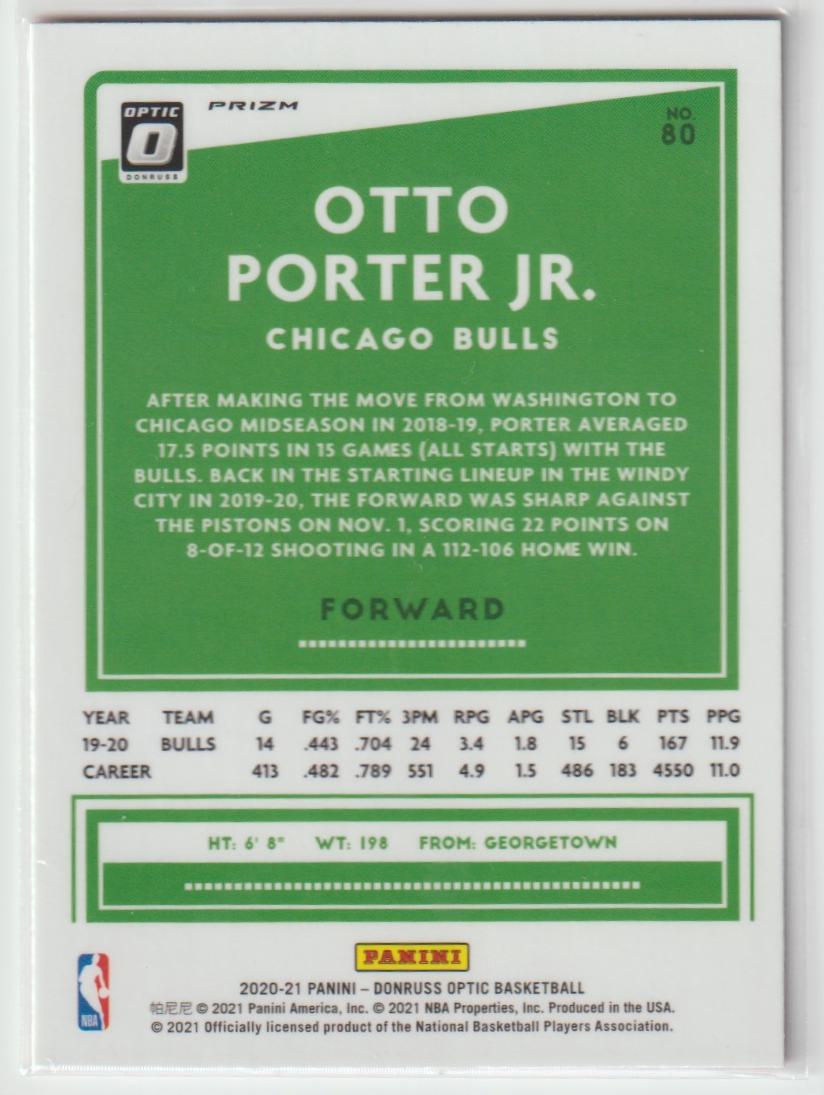 OPTIC
DONRUSS
PRIZM
NO.
80
OTTO
PORTER JR.
CHICAGO BULLS
AFTER MAKING THE MOVE FROM WASHINGTON TO
CHICAGO MIDSEASON IN 2018-19, PORTER AVERAGED
17.5 POINTS IN 15 GAMES (ALL STARTS) WITH THE
BULLS. BACK IN THE STARTING LINEUP IN THE WINDY
CITY IN 2019-20, THE FORWARD WAS SHARP AGAINST
THE PISTONS ON NOV. 1, SCORING 22 POINTS ON
8-OF-12 SHOOTING IN A 112-106 HOME WIN.
FORWARD
YEAR TEAM G FG% FT% 3PM RPG APG STL BLK PTS PPG
19-20 BULLS 14 .443 .704 24 3.4 1.8 15 6 167 11.9
CAREER 413 .482 .789 551 4.9 1.5 486 183 4550 11.0
HT: 6' 8" WT: 198 FROM: GEORGETOWN
PANINI
2020-21 PANINI – DONRUSS OPTIC BASKETBALL
帕尼尼 © 2021 Panini America, Inc. © 2021 NBA Properties, Inc. Produced in the USA.
© 2021 Officially licensed product of the National Basketball Players Association.
NBA